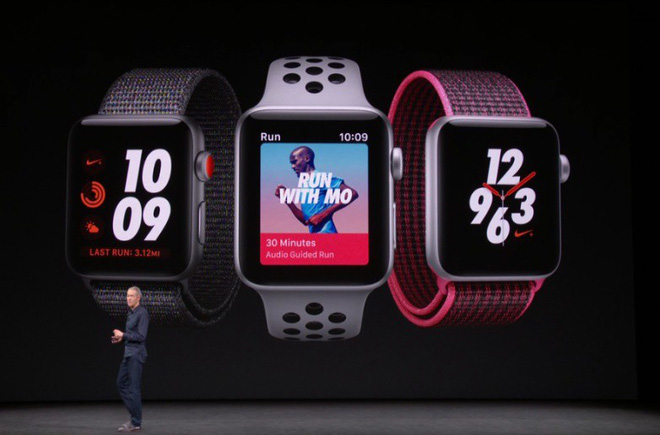 10
09
LAST RUN: 3.12MI
Run 10:09
RUN
WITH MO
30 Minutes
Audio Guided Run
12
9 6 3